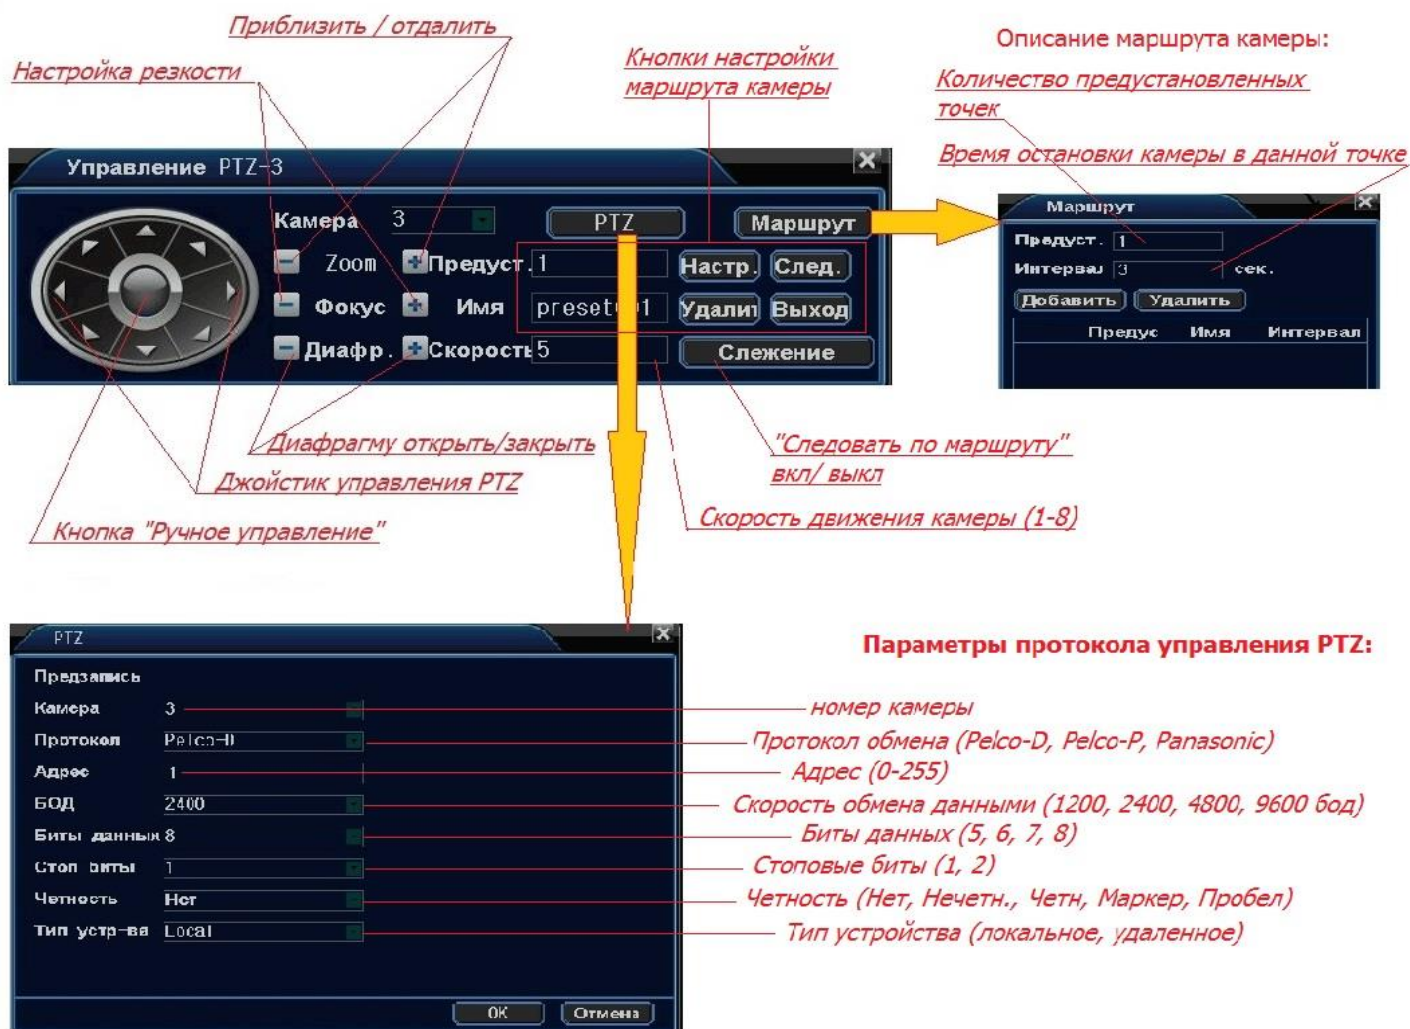 Приблизить / отдалить
Настройка резкости
Кнопки настройки
маршрута камеры
Описание маршрута камеры:
Количество предустановленных
точек
Время остановки камеры в данной точке
Управление PTZ-3
Камера 3 PTZ Маршрут
Zoom Предуст. 1 Настр. След.
Фокус Имя preset001 Удалит Выход
Диафр. Скорость 5 Слежение
Маршрут
Предуст. 1
Интервал 3 сек.
Добавить Удалить
Предус Имя Интервал
Диафрагму открыть/закрыть
Джойстик управления PTZ
Кнопка "Ручное управление"
"Следовать по маршруту"
вкл/ выкл
Скорость движения камеры (1-8)
PTZ
Параметры протокола управления PTZ:
Предзапись
Камера 3 номер камеры
Протокол Pelco-D Протокол обмена (Pelco-D, Pelco-P, Panasonic)
Адрес 1 Адрес (0-255)
БОД 2400 Скорость обмена данными (1200, 2400, 4800, 9600 бод)
Биты данных 8 Биты данных (5, 6, 7, 8)
Стоп биты 1 Стоповые биты (1, 2)
Четность Нет Четность (Нет, Нечетн., Четн, Маркер, Пробел)
Тип устр-ва Local Тип устройства (локальное, удаленное)
OK Отмена